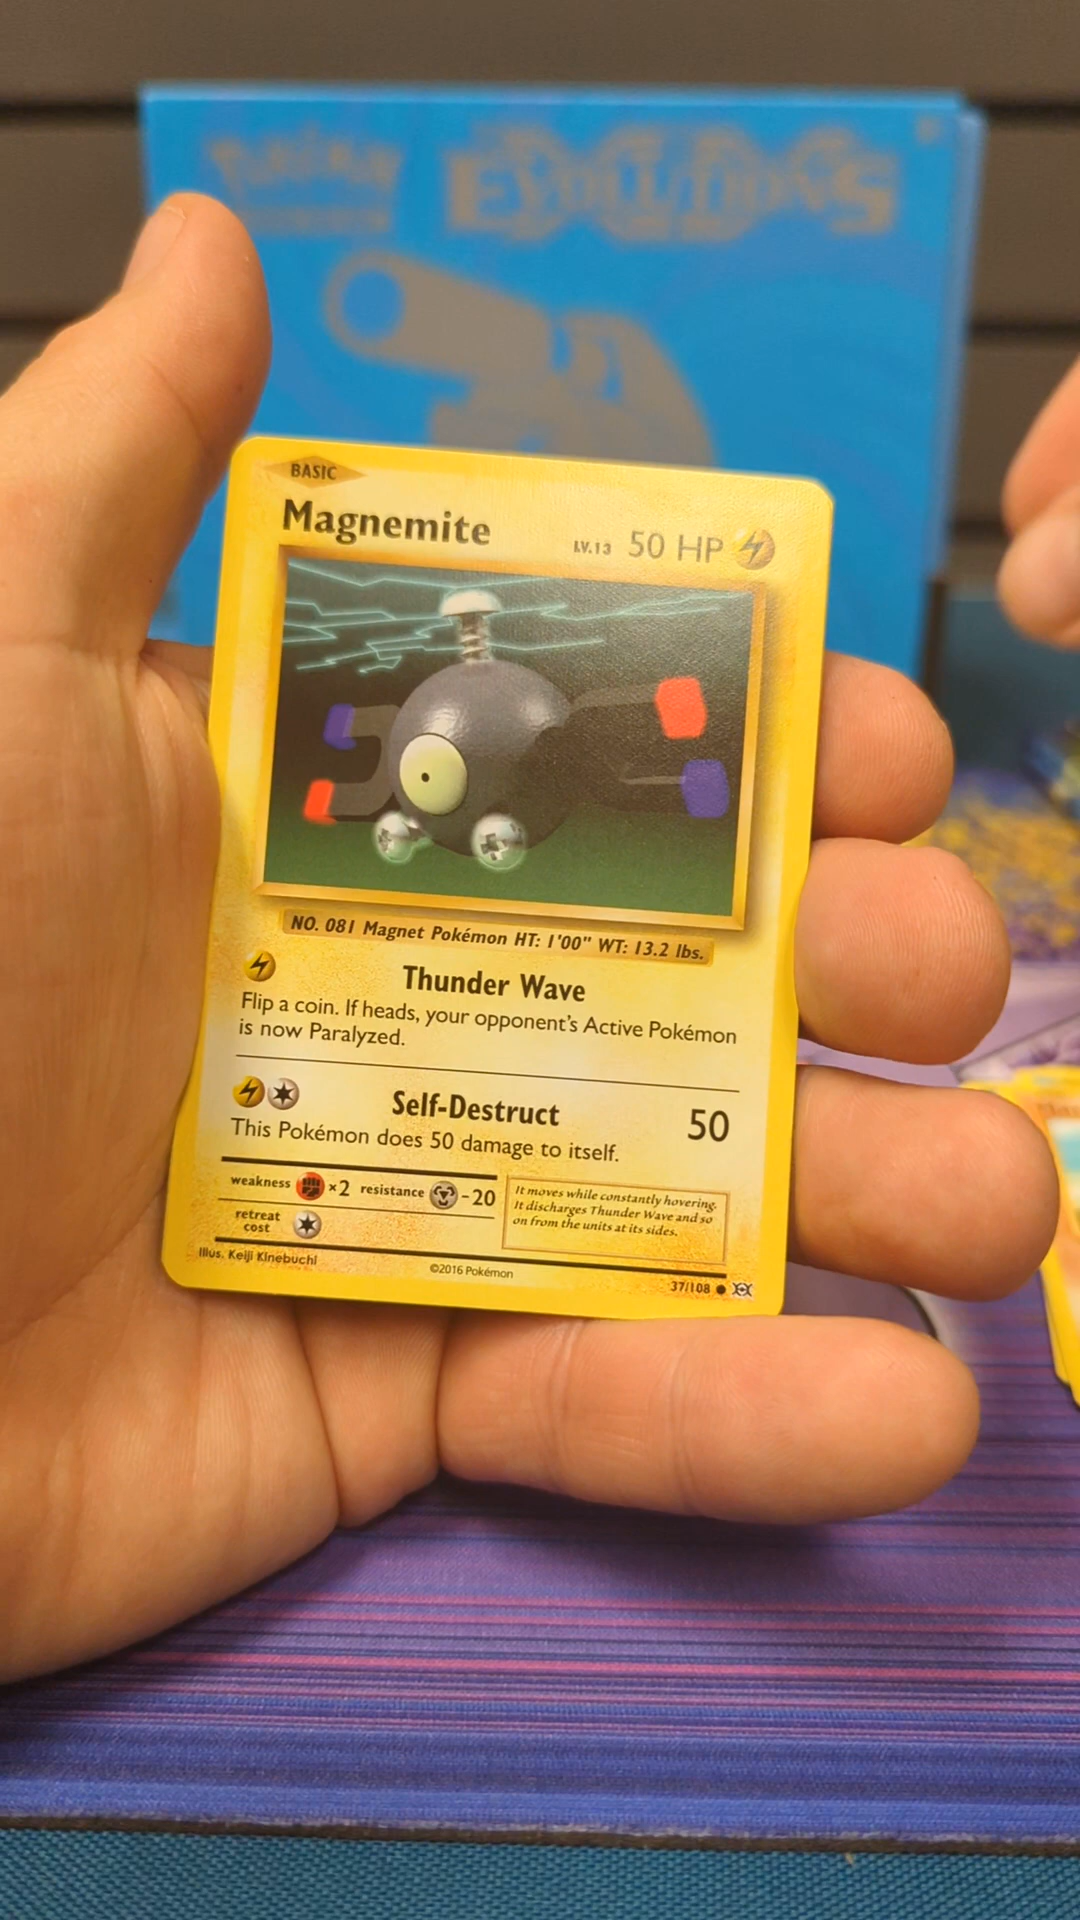 Pokémon
EVOLUTIONS
BASIC
Magnemite
LV.13 50 HP
NO. 081 Magnet Pokémon HT: 1'00" WT: 13.2 lbs.
Thunder Wave
Flip a coin. If heads, your opponent's Active Pokémon
is now Paralyzed.
Self-Destruct 50
This Pokémon does 50 damage to itself.
weakness ×2 resistance -20
retreat
cost
It moves while constantly hovering.
It discharges Thunder Wave and so
on from the units at its sides.
Illus. Keiji Kinebuchi
©2016 Pokémon
37/108